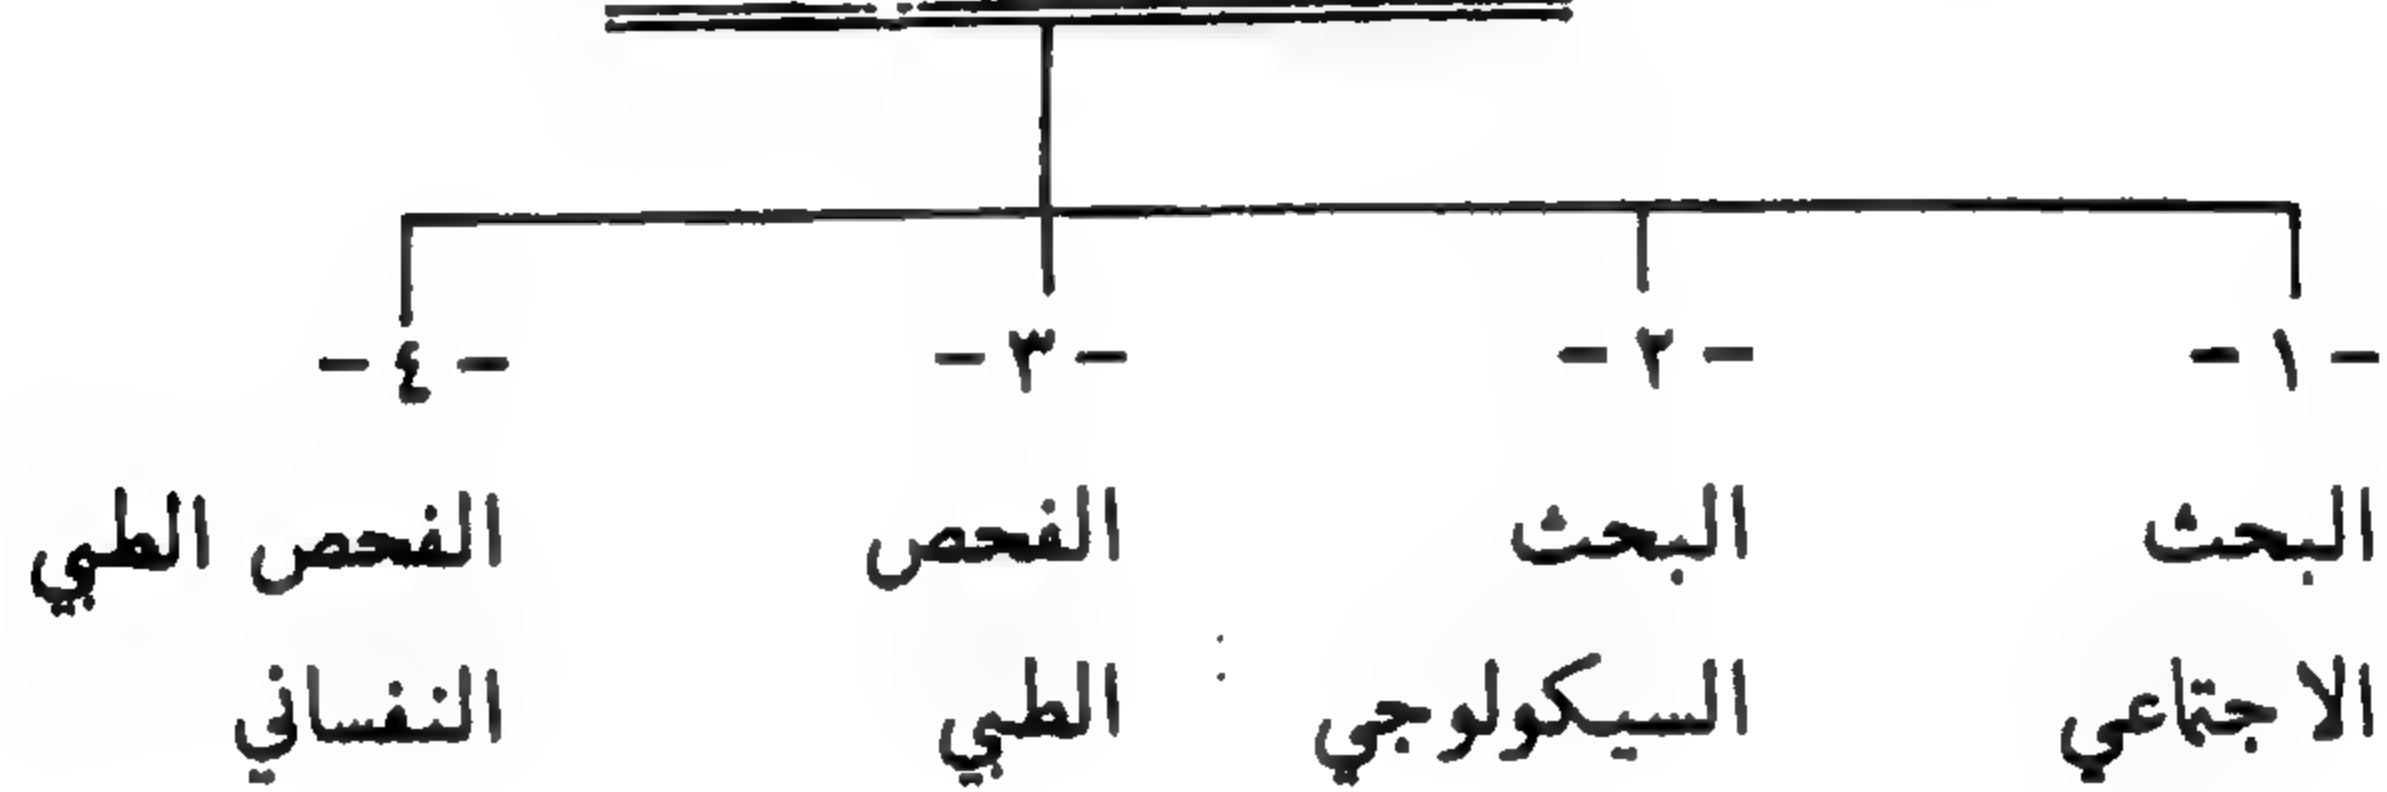 - ١ -
- ٢ -
- ٣ -
- ٤ -
البحث
الاجتماعي
البحث
السيكولوجي
الفحص
الطبي
الفحص الطبي
النفساني